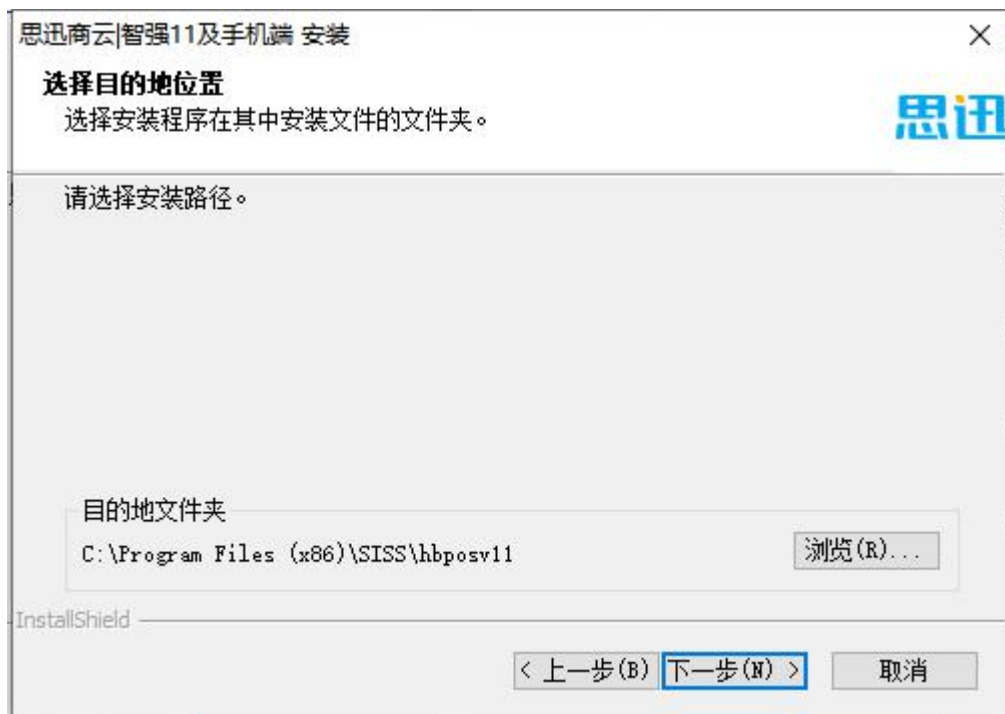 思迅商云|智强11及手机端 安装
选择目的地位置
选择安装程序在其中安装文件的文件夹。
思迅
请选择安装路径。
目的地文件夹
C:\Program Files (x86)\SISS\hbposv11
浏览(R)...
InstallShield
< 上一步(B) 下一步(N) > 取消